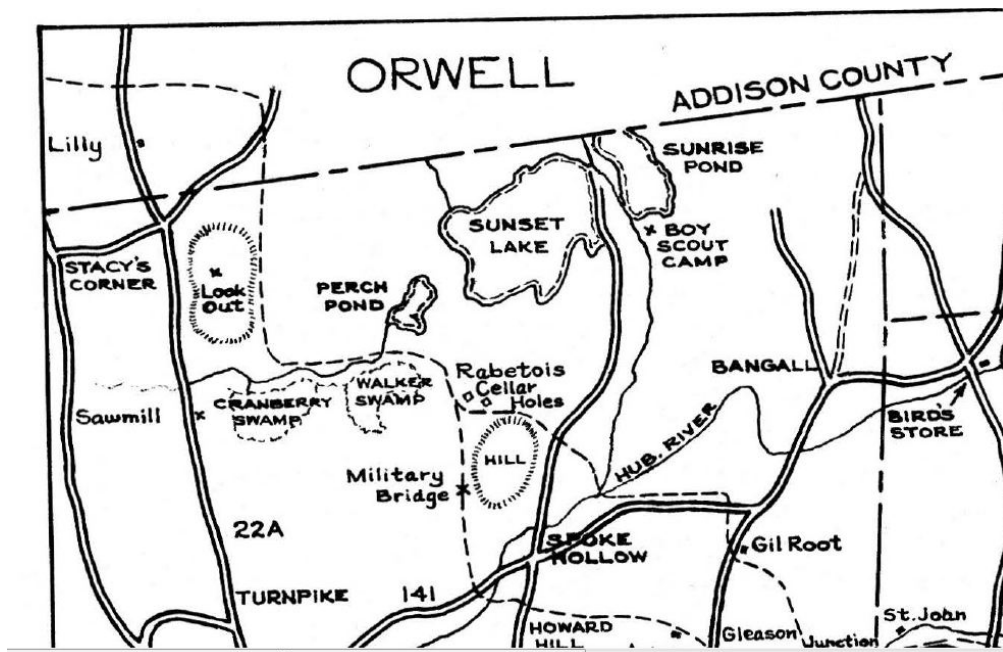 ORWELL
ADDISON COUNTY
Lilly
SUNRISE
POND
SUNSET
LAKE
BOY
SCOUT
CAMP
STACY'S
CORNER
Look
Out
PERCH
POND
Rabetois
Cellar
Holes
BANGALL
WALKER
SWAMP
Sawmill
CRANBERRY
SWAMP
BIRD'S
STORE
HILL
HUB. RIVER
Military
Bridge
22A
SPOKE
HOLLOW
Gil Root
TURNPIKE
141
HOWARD
HILL
Gleason
Junction
St. John